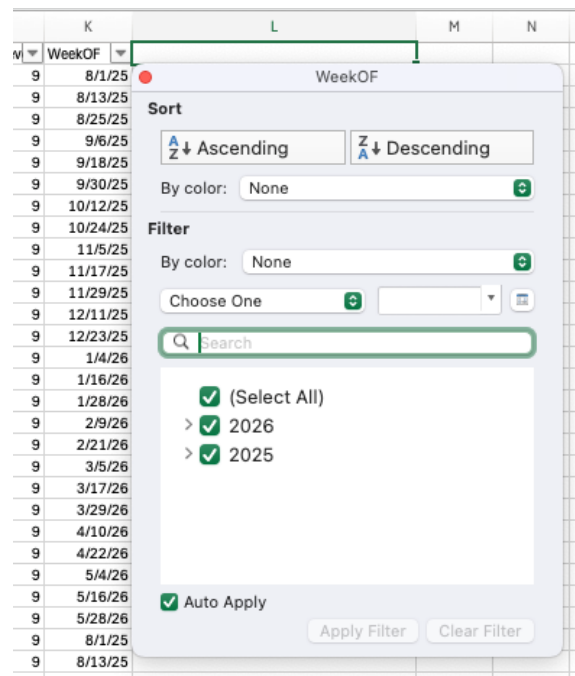 K L M N
WeekOF
9 8/1/25
9 8/13/25
9 8/25/25
9 9/6/25
9 9/18/25
9 9/30/25
9 10/12/25
9 10/24/25
9 11/5/25
9 11/17/25
9 11/29/25
9 12/11/25
9 12/23/25
9 1/4/26
9 1/16/26
9 1/28/26
9 2/9/26
9 2/21/26
9 3/5/26
9 3/17/26
9 3/29/26
9 4/10/26
9 4/22/26
9 5/4/26
9 5/16/26
9 5/28/26
9 8/1/25
9 8/13/25
WeekOF
Sort
A Z Ascending
Z A Descending
By color: None
Filter
By color: None
Choose One
Search
(Select All)
2026
2025
Auto Apply
Apply Filter Clear Filter